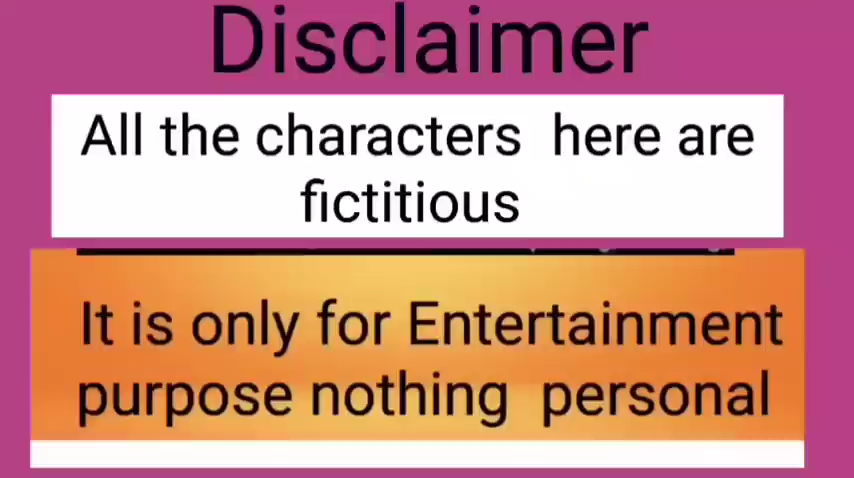 Disclaimer
All the characters here are
fictitious
It is only for Entertainment
purpose nothing personal